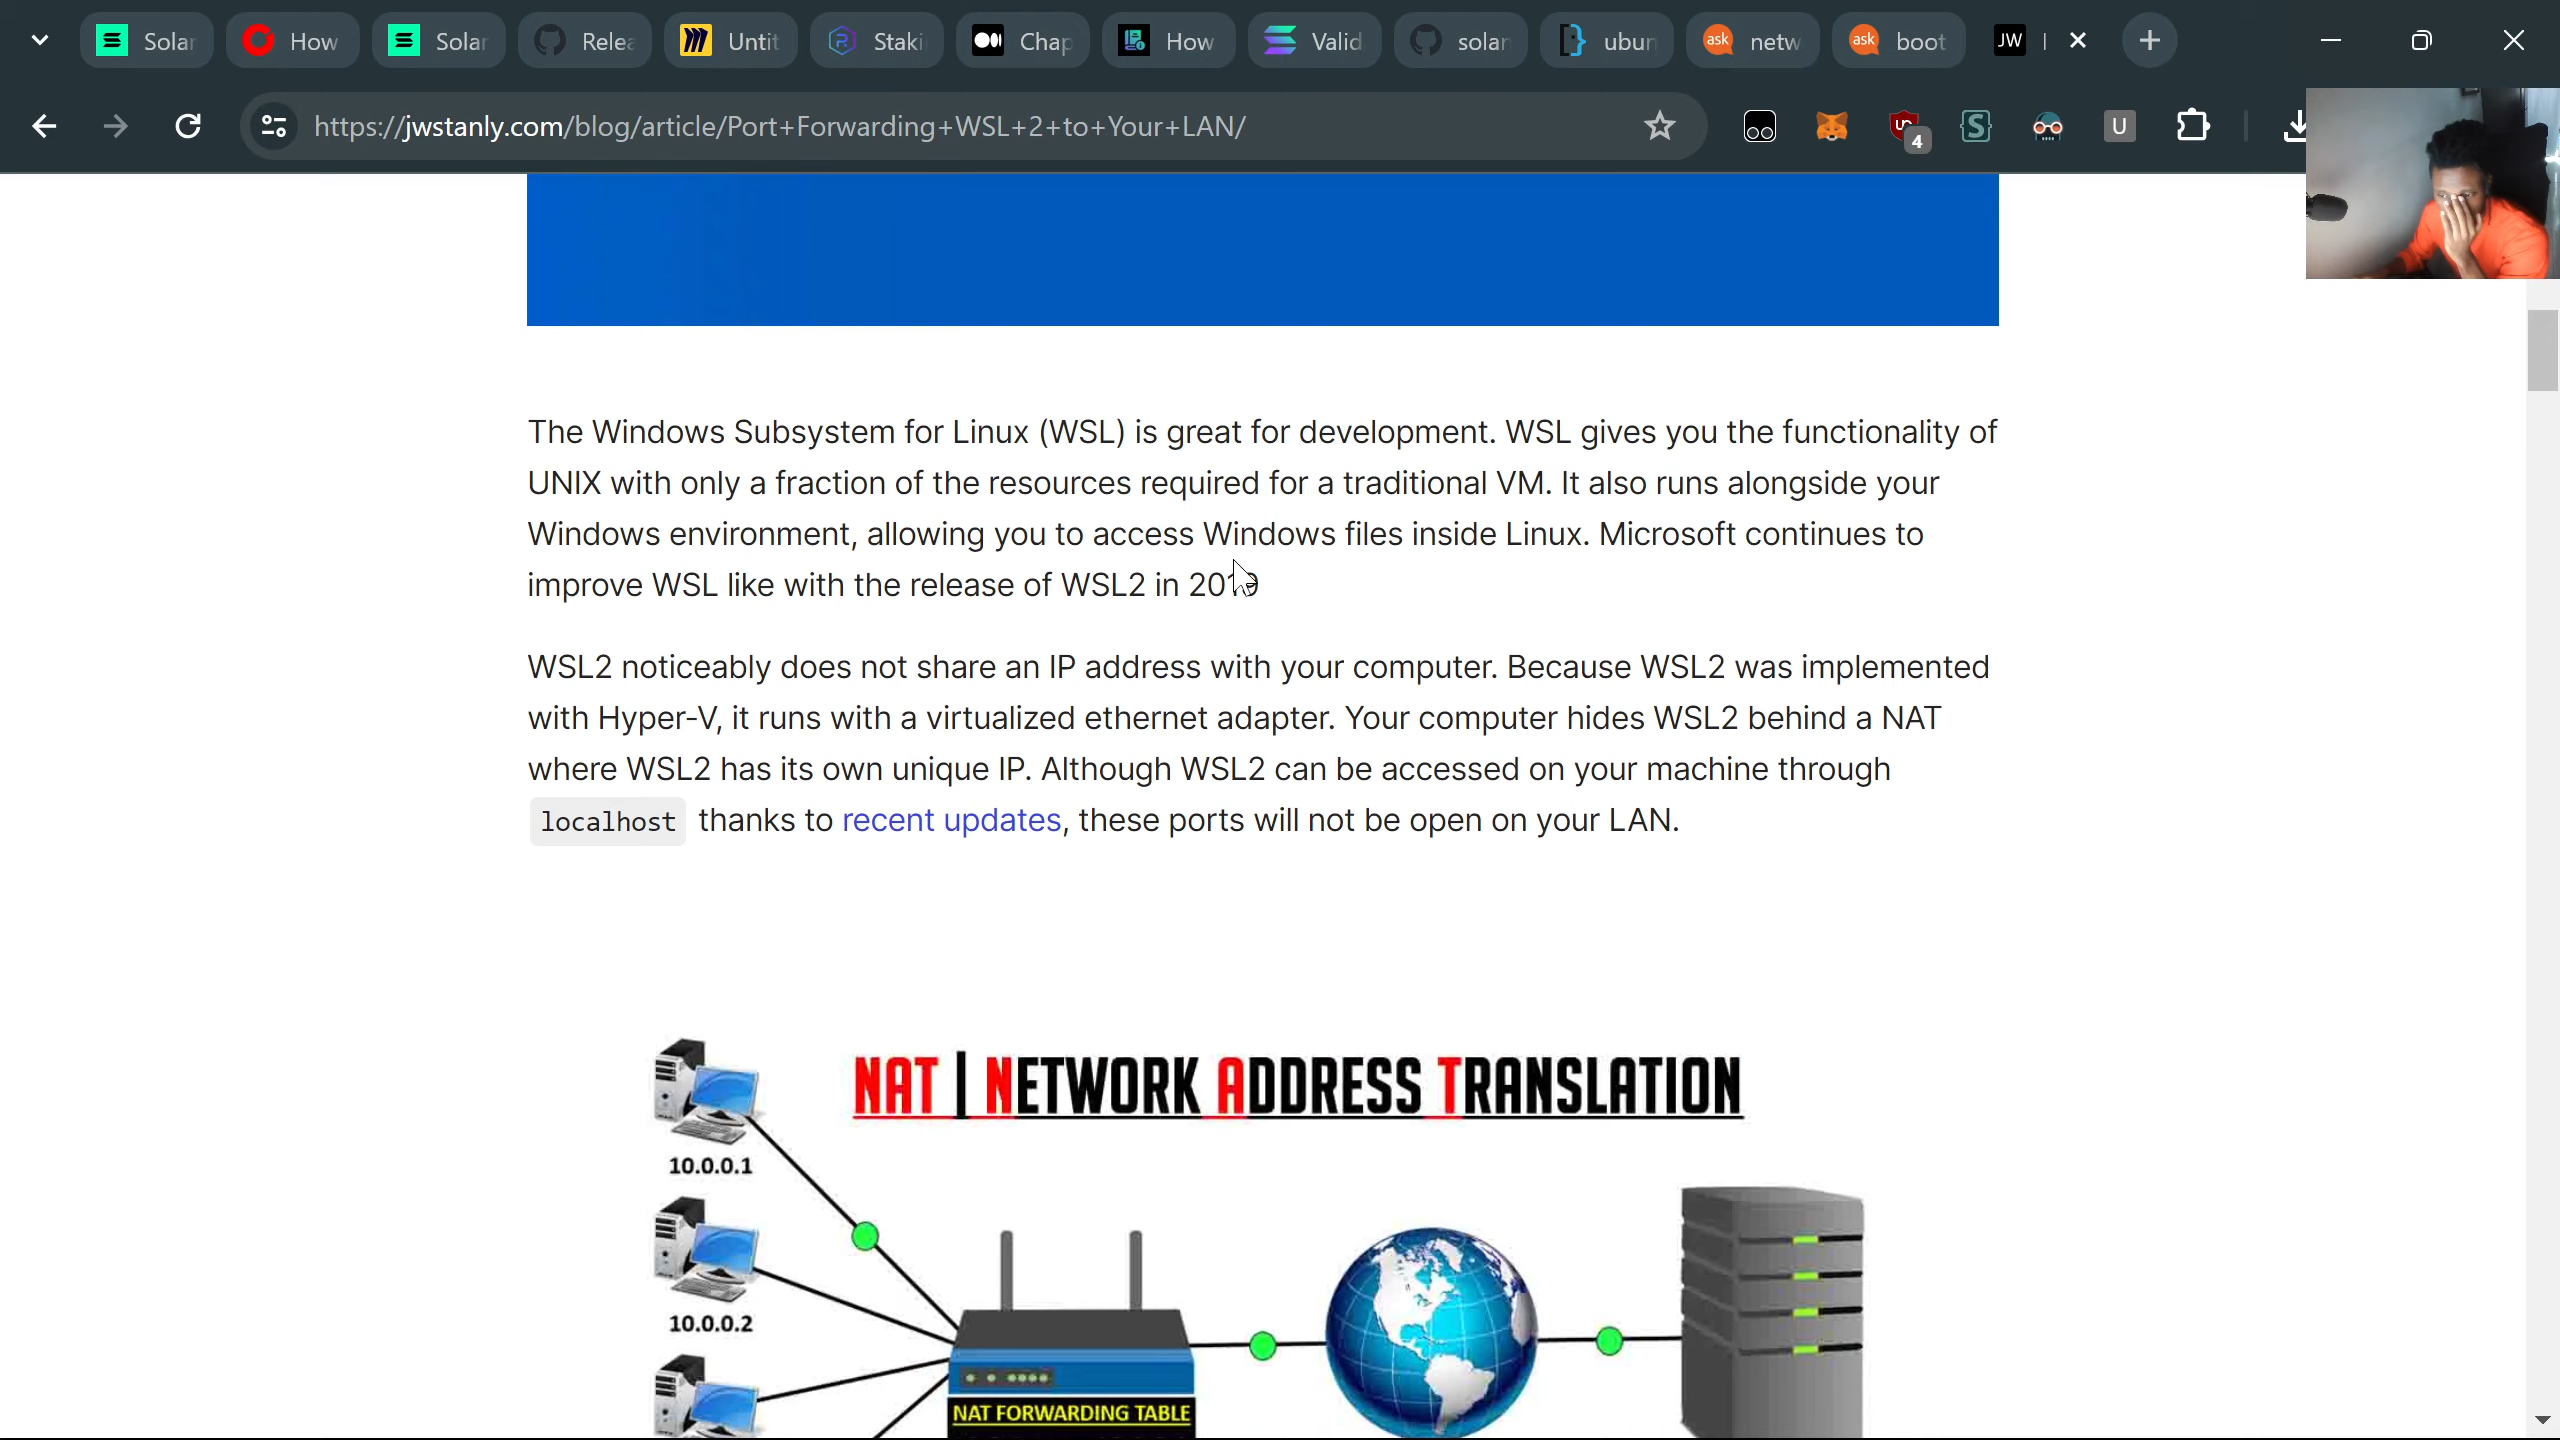 Solar
How
Solar
Relea
Untit
Staki
Chap
How
Valid
solar
ubun
ask netw
ask boot
JW
https://jwstanly.com/blog/article/Port+Forwarding+WSL+2+to+Your+LAN/
4
U
The Windows Subsystem for Linux (WSL) is great for development. WSL gives you the functionality of
UNIX with only a fraction of the resources required for a traditional VM. It also runs alongside your
Windows environment, allowing you to access Windows files inside Linux. Microsoft continues to
improve WSL like with the release of WSL2 in 2019
WSL2 noticeably does not share an IP address with your computer. Because WSL2 was implemented
with Hyper-V, it runs with a virtualized ethernet adapter. Your computer hides WSL2 behind a NAT
where WSL2 has its own unique IP. Although WSL2 can be accessed on your machine through
localhost thanks to recent updates, these ports will not be open on your LAN.
NAT | NETWORK ADDRESS TRANSLATION
10.0.0.1
10.0.0.2
NAT FORWARDING TABLE